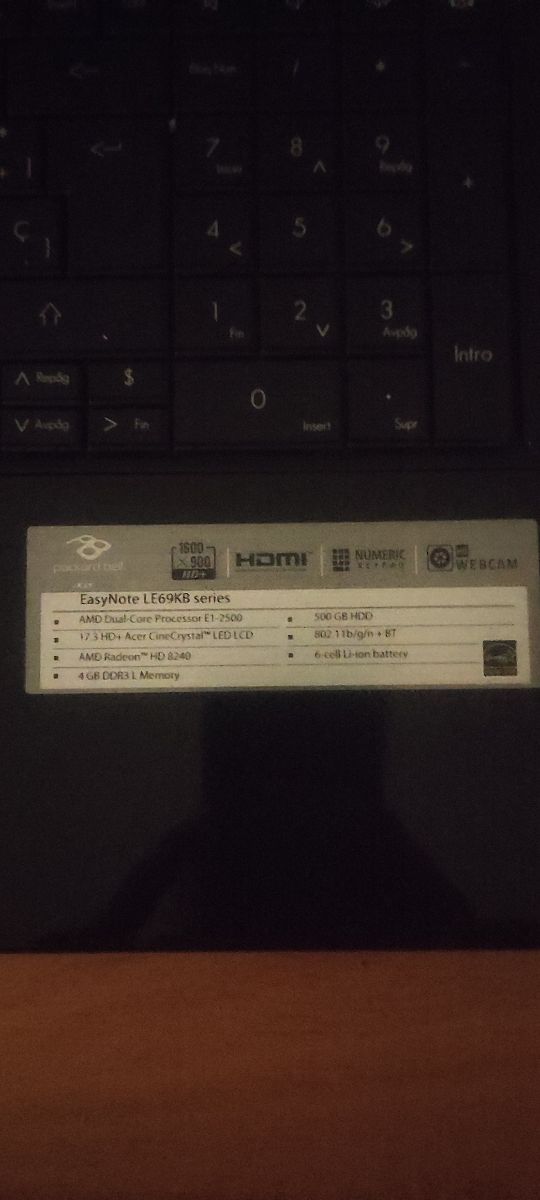 / *
7 8 9 +
Repág
4 5 6
< >
1 2 3
Fin Avpág
Intro
Repág $
0 .
Avpág > Fin Insert Supr
Ç }
packard bell
1600
x 900
HD+
HDMI
NUMERIC
KEYPAD
HD
WEBCAM
EasyNote LE69KB series
AMD Dual-Core Processor E1-2500
17.3 HD+ Acer CineCrystal™ LED LCD
AMD Radeon™ HD 8240
4 GB DDR3 L Memory
500 GB HDD
802.11b/g/n + BT
6-cell Li-ion battery